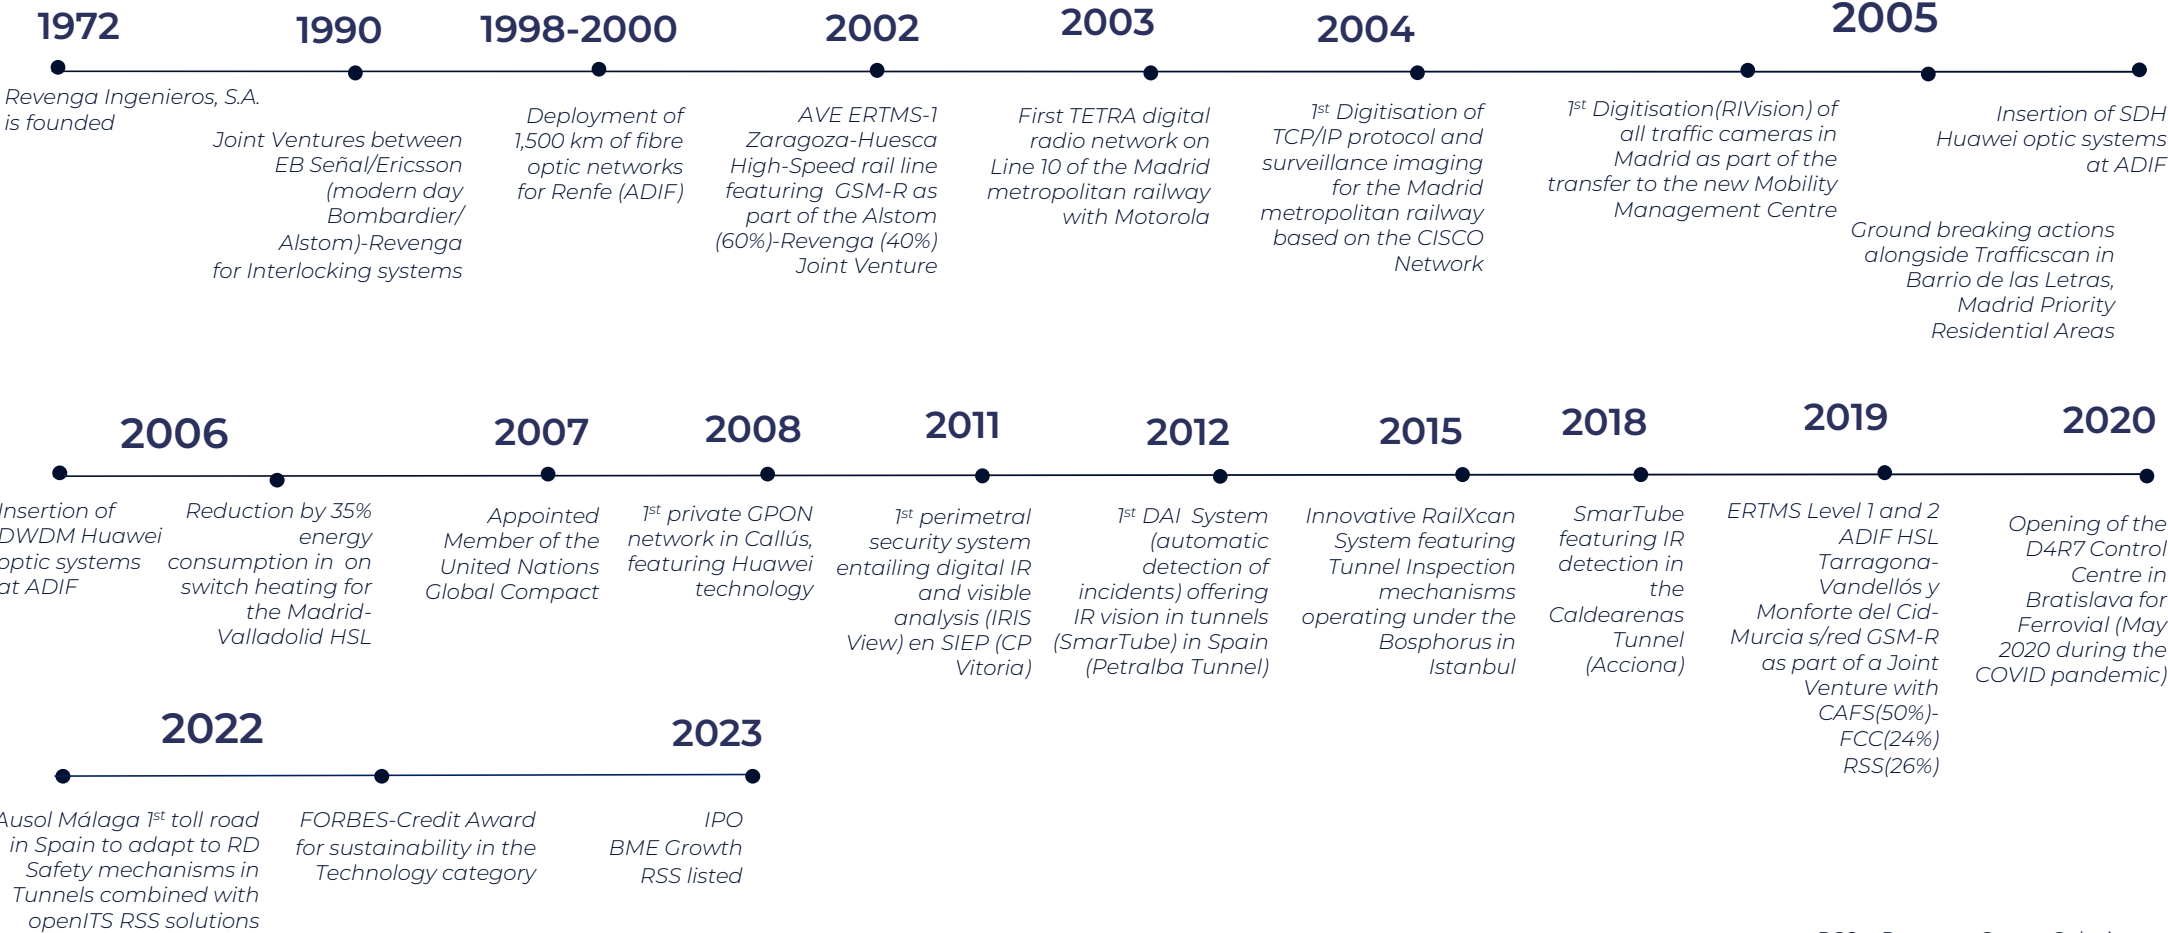 1972
Revenga Ingenieros, S.A.
is founded
1990
Joint Ventures between
EB Señal/Ericsson
(modern day
Bombardier/
Alstom)-Revenga
for Interlocking systems
1998-2000
Deployment of
1,500 km of fibre
optic networks
for Renfe (ADIF)
2002
AVE ERTMS-1
Zaragoza-Huesca
High-Speed rail line
featuring GSM-R as
part of the Alstom
(60%)-Revenga (40%)
Joint Venture
2003
First TETRA digital
radio network on
Line 10 of the Madrid
metropolitan railway
with Motorola
2004
1st Digitisation of
TCP/IP protocol and
surveillance imaging
for the Madrid
metropolitan railway
based on the CISCO
Network
2005
1st Digitisation(RIVision) of
all traffic cameras in
Madrid as part of the
transfer to the new Mobility
Management Centre
Ground breaking actions
alongside Trafficscan in
Barrio de las Letras,
Madrid Priority
Residential Areas
Insertion of SDH
Huawei optic systems
at ADIF
2006
Insertion of
DWDM Huawei
optic systems
at ADIF
Reduction by 35%
energy
consumption in on
switch heating for
the Madrid-
Valladolid HSL
2007
Appointed
Member of the
United Nations
Global Compact
2008
1st private GPON
network in Callús,
featuring Huawei
technology
2011
1st perimetral
security system
entailing digital IR
and visible
analysis (IRIS
View) en SIEP (CP
Vitoria)
2012
1st DAI System
(automatic
detection of
incidents) offering
IR vision in tunnels
(SmarTube) in Spain
(Petralba Tunnel)
2015
Innovative RailXcan
System featuring
Tunnel Inspection
mechanisms
operating under the
Bosphorus in
Istanbul
2018
SmarTube
featuring IR
detection in
the
Caldearenas
Tunnel
(Acciona)
2019
ERTMS Level 1 and 2
ADIF HSL
Tarragona-
Vandellós y
Monforte del Cid-
Murcia s/red GSM-R
as part of a Joint
Venture with
CAFS(50%)-
FCC(24%)
RSS(26%)
2020
Opening of the
D4R7 Control
Centre in
Bratislava for
Ferrovial (May
2020 during the
COVID pandemic)
2022
Ausol Málaga 1st toll road
in Spain to adapt to RD
Safety mechanisms in
Tunnels combined with
openITS RSS solutions
FORBES-Credit Award
for sustainability in the
Technology category
2023
IPO
BME Growth
RSS listed